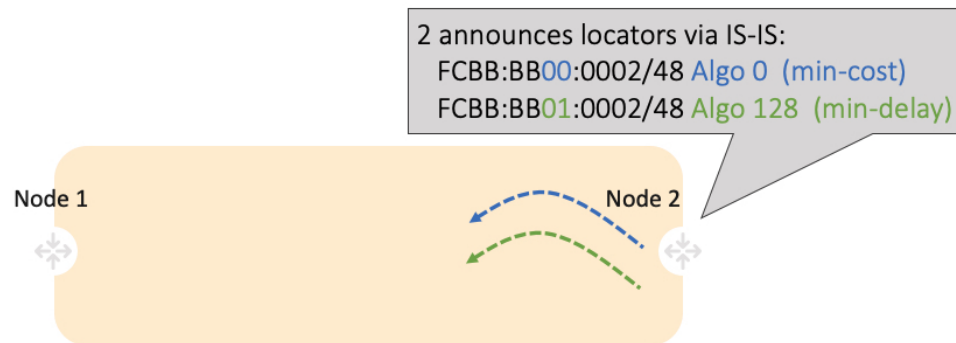 2 announces locators via IS-IS:
FCBB:BB00:0002/48 Algo 0 (min-cost)
FCBB:BB01:0002/48 Algo 128 (min-delay)
Node 1
Node 2